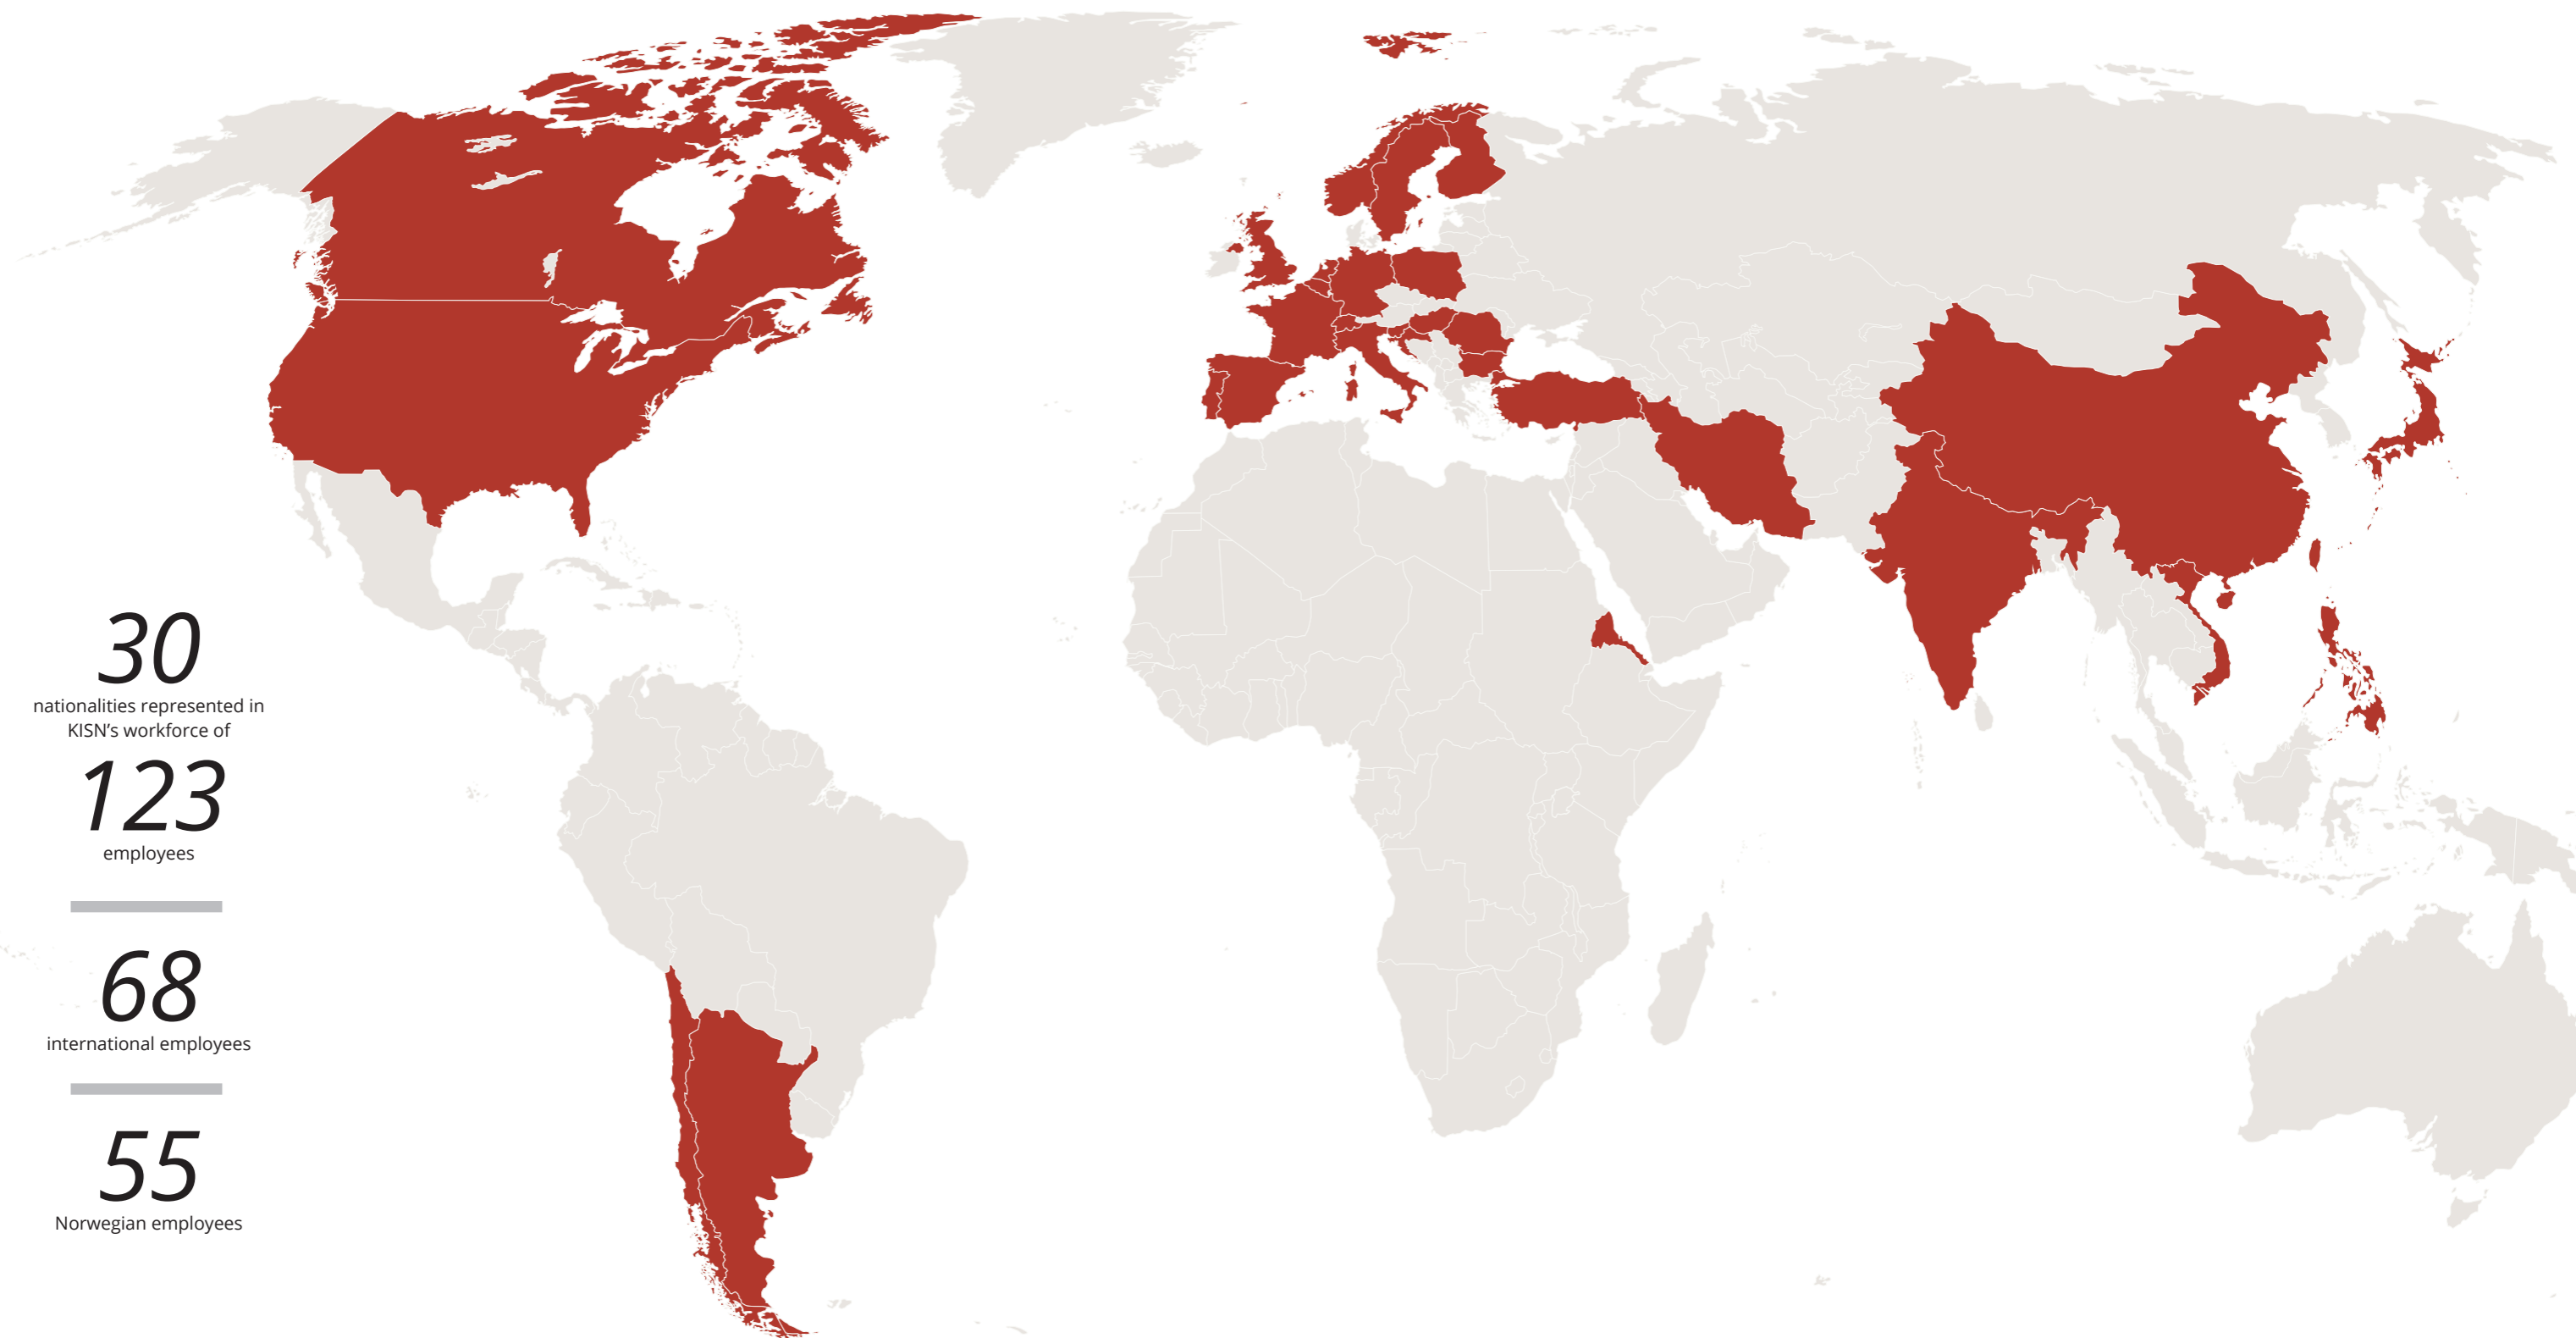 30
nationalities represented in
KISN’s workforce of
123
employees
68
international employees
55
Norwegian employees